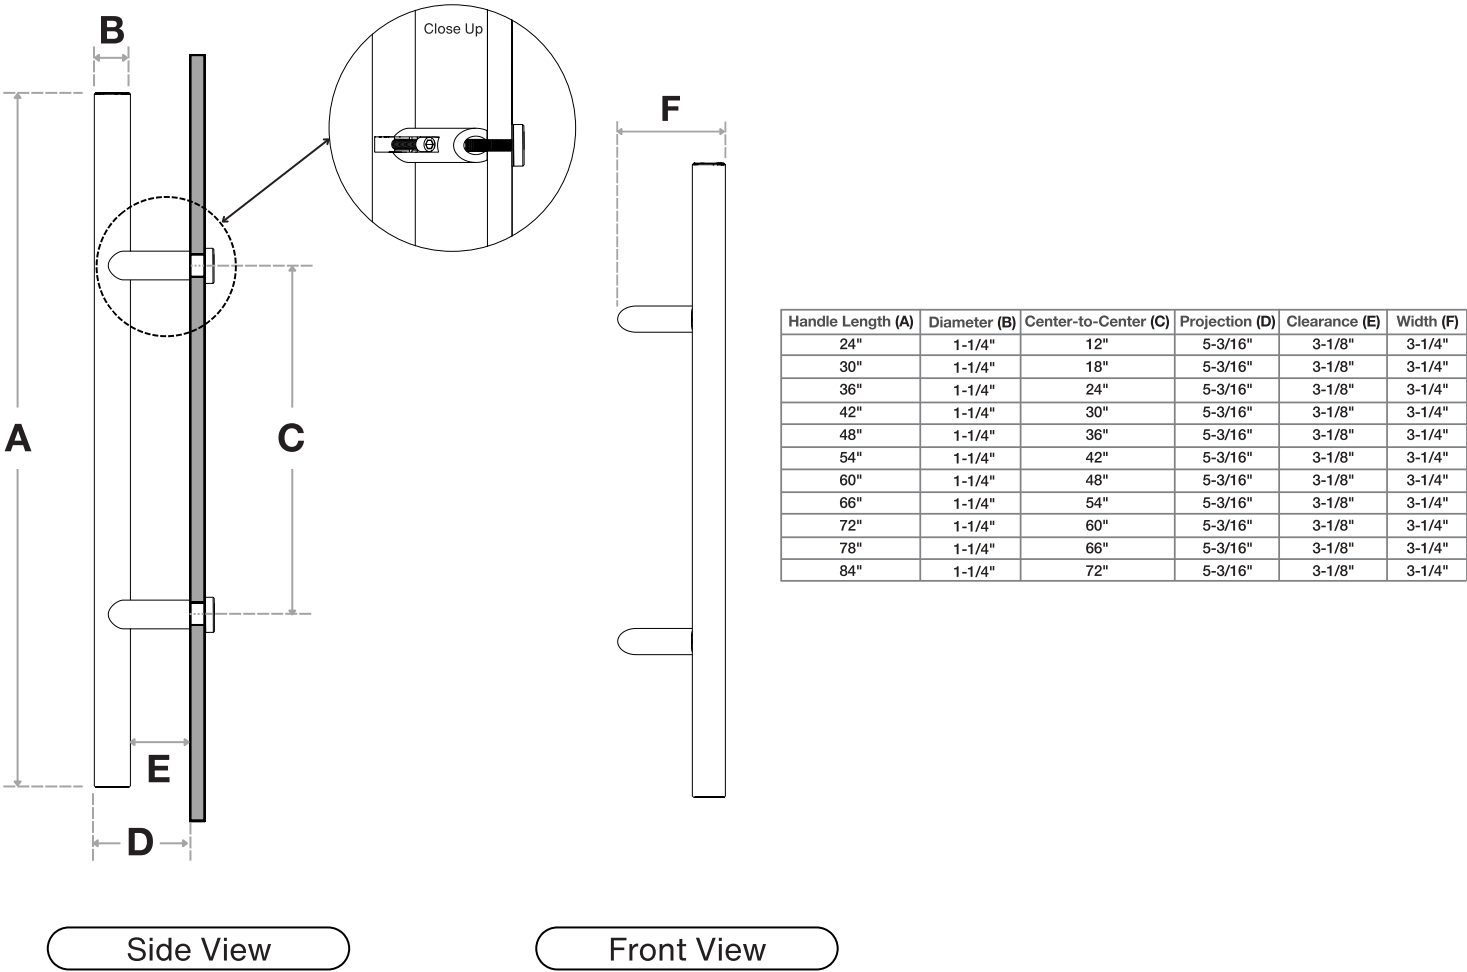 B
Close Up
F
A
C
E
D
Handle Length (A) Diameter (B) Center-to-Center (C) Projection (D) Clearance (E) Width (F)
24" 1-1/4" 12" 5-3/16" 3-1/8" 3-1/4"
30" 1-1/4" 18" 5-3/16" 3-1/8" 3-1/4"
36" 1-1/4" 24" 5-3/16" 3-1/8" 3-1/4"
42" 1-1/4" 30" 5-3/16" 3-1/8" 3-1/4"
48" 1-1/4" 36" 5-3/16" 3-1/8" 3-1/4"
54" 1-1/4" 42" 5-3/16" 3-1/8" 3-1/4"
60" 1-1/4" 48" 5-3/16" 3-1/8" 3-1/4"
66" 1-1/4" 54" 5-3/16" 3-1/8" 3-1/4"
72" 1-1/4" 60" 5-3/16" 3-1/8" 3-1/4"
78" 1-1/4" 66" 5-3/16" 3-1/8" 3-1/4"
84" 1-1/4" 72" 5-3/16" 3-1/8" 3-1/4"
Side View
Front View